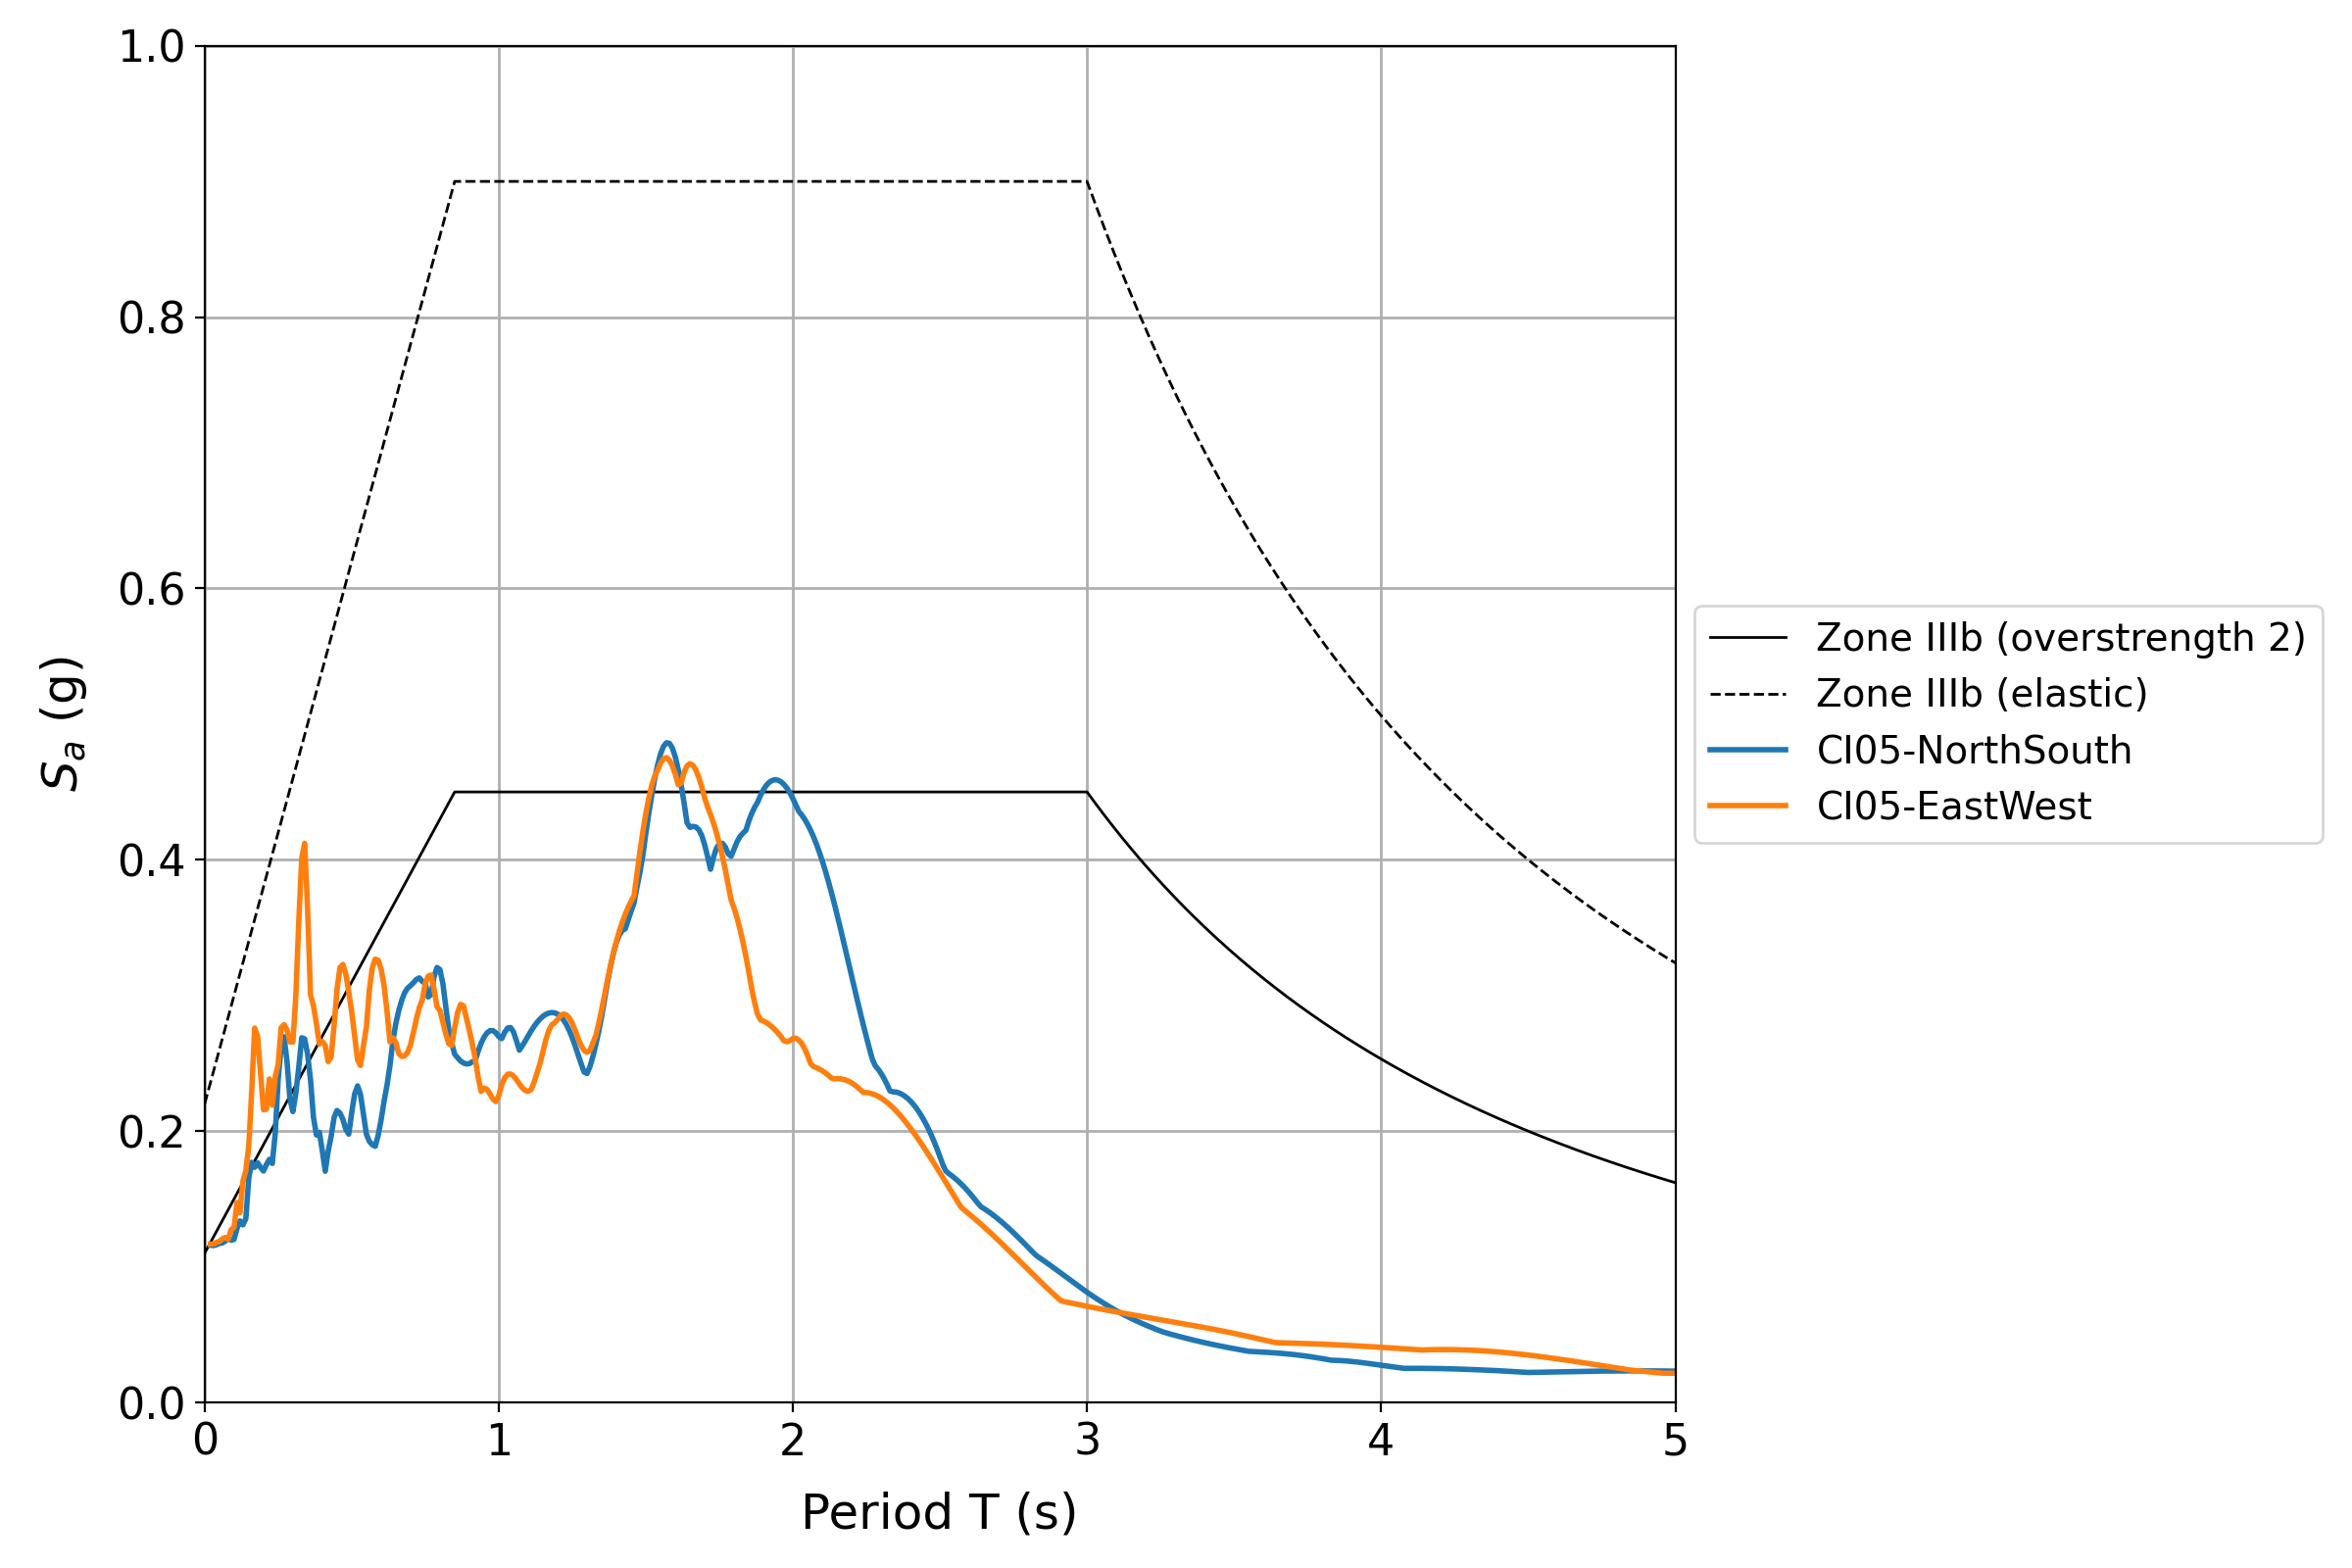 1.0
0.8
0.6
0.4
0.2
0.0
Sa (g)
0 1 2 3 4 5
Period T (s)
Zone IIIb (overstrength 2)
Zone IIIb (elastic)
CI05-NorthSouth
CI05-EastWest